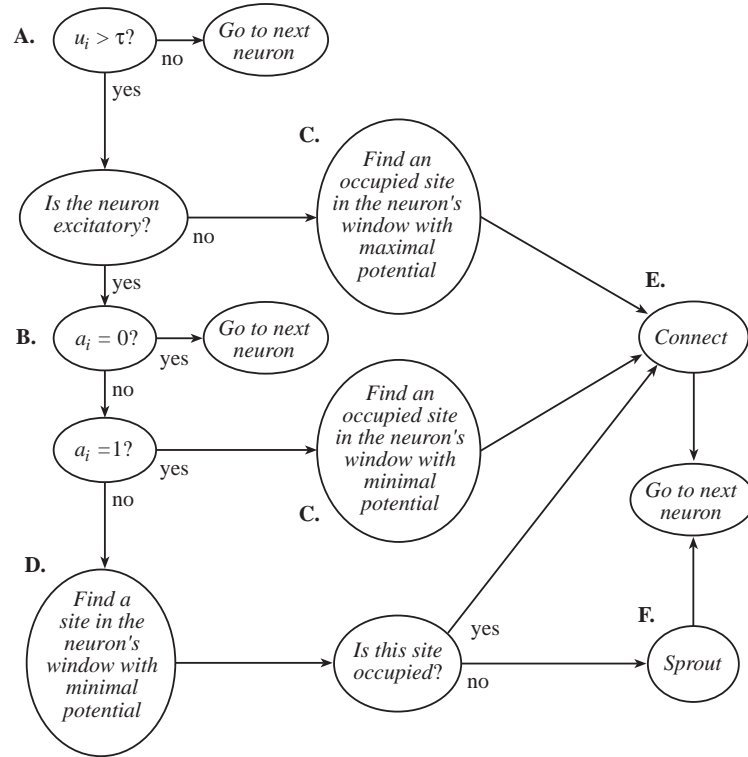 A.
u_i > τ?
no
Go to next
neuron
yes
C.
Find an
occupied site
in the neuron's
window with
maximal
potential
Is the neuron
excitatory?
no
yes
E.
Connect
B.
a_i = 0?
yes
Go to next
neuron
no
a_i =1?
yes
Find an
occupied site
in the neuron's
window with
minimal
potential
C.
no
Go to next
neuron
D.
Find a
site in the
neuron's
window with
minimal
potential
Is this site
occupied?
yes
no
F.
Sprout